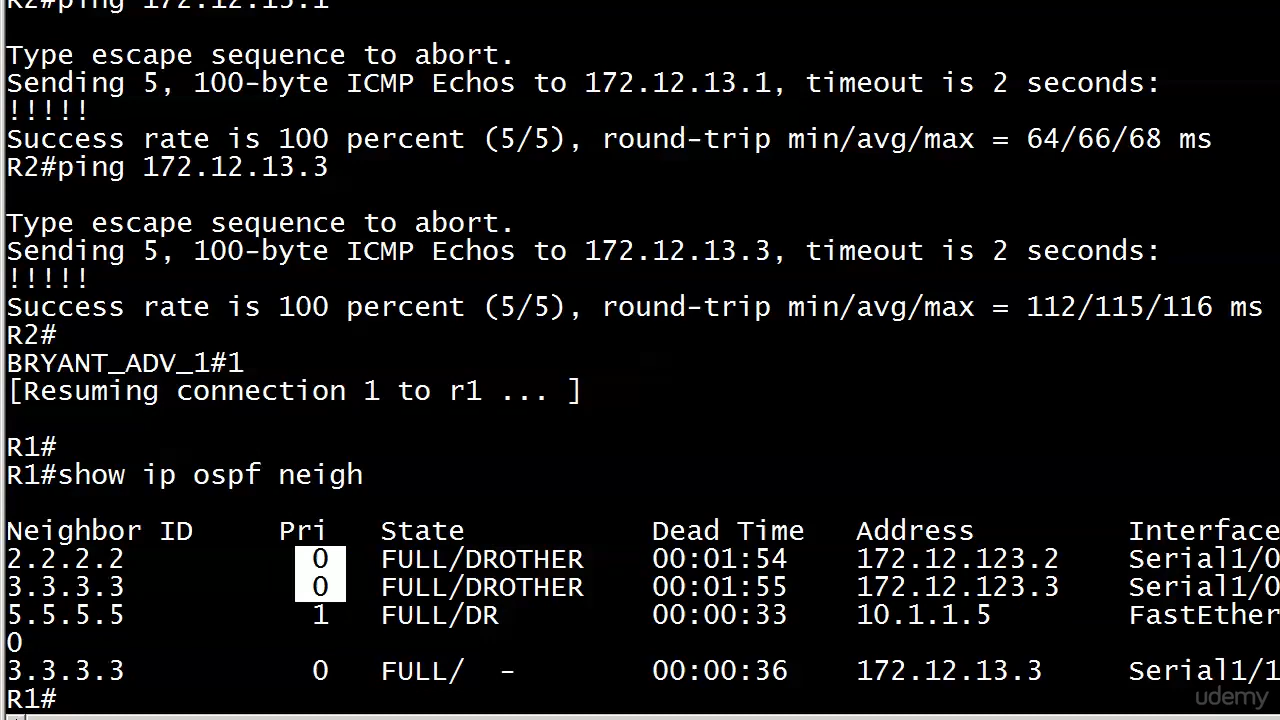 R2#ping 172.12.13.1
Type escape sequence to abort.
Sending 5, 100-byte ICMP Echos to 172.12.13.1, timeout is 2 seconds:
!!!!!
Success rate is 100 percent (5/5), round-trip min/avg/max = 64/66/68 ms
R2#ping 172.12.13.3
Type escape sequence to abort.
Sending 5, 100-byte ICMP Echos to 172.12.13.3, timeout is 2 seconds:
!!!!!
Success rate is 100 percent (5/5), round-trip min/avg/max = 112/115/116 ms
R2#
BRYANT_ADV_1#1
[Resuming connection 1 to r1 ... ]
R1#
R1#show ip ospf neigh
Neighbor ID Pri State Dead Time Address Interface
2.2.2.2 0 FULL/DROTHER 00:01:54 172.12.123.2 Serial1/0
3.3.3.3 0 FULL/DROTHER 00:01:55 172.12.123.3 Serial1/0
5.5.5.5 1 FULL/DR 00:00:33 10.1.1.5 FastEther
0
3.3.3.3 0 FULL/ - 00:00:36 172.12.13.3 Serial1/1
R1#
udemy